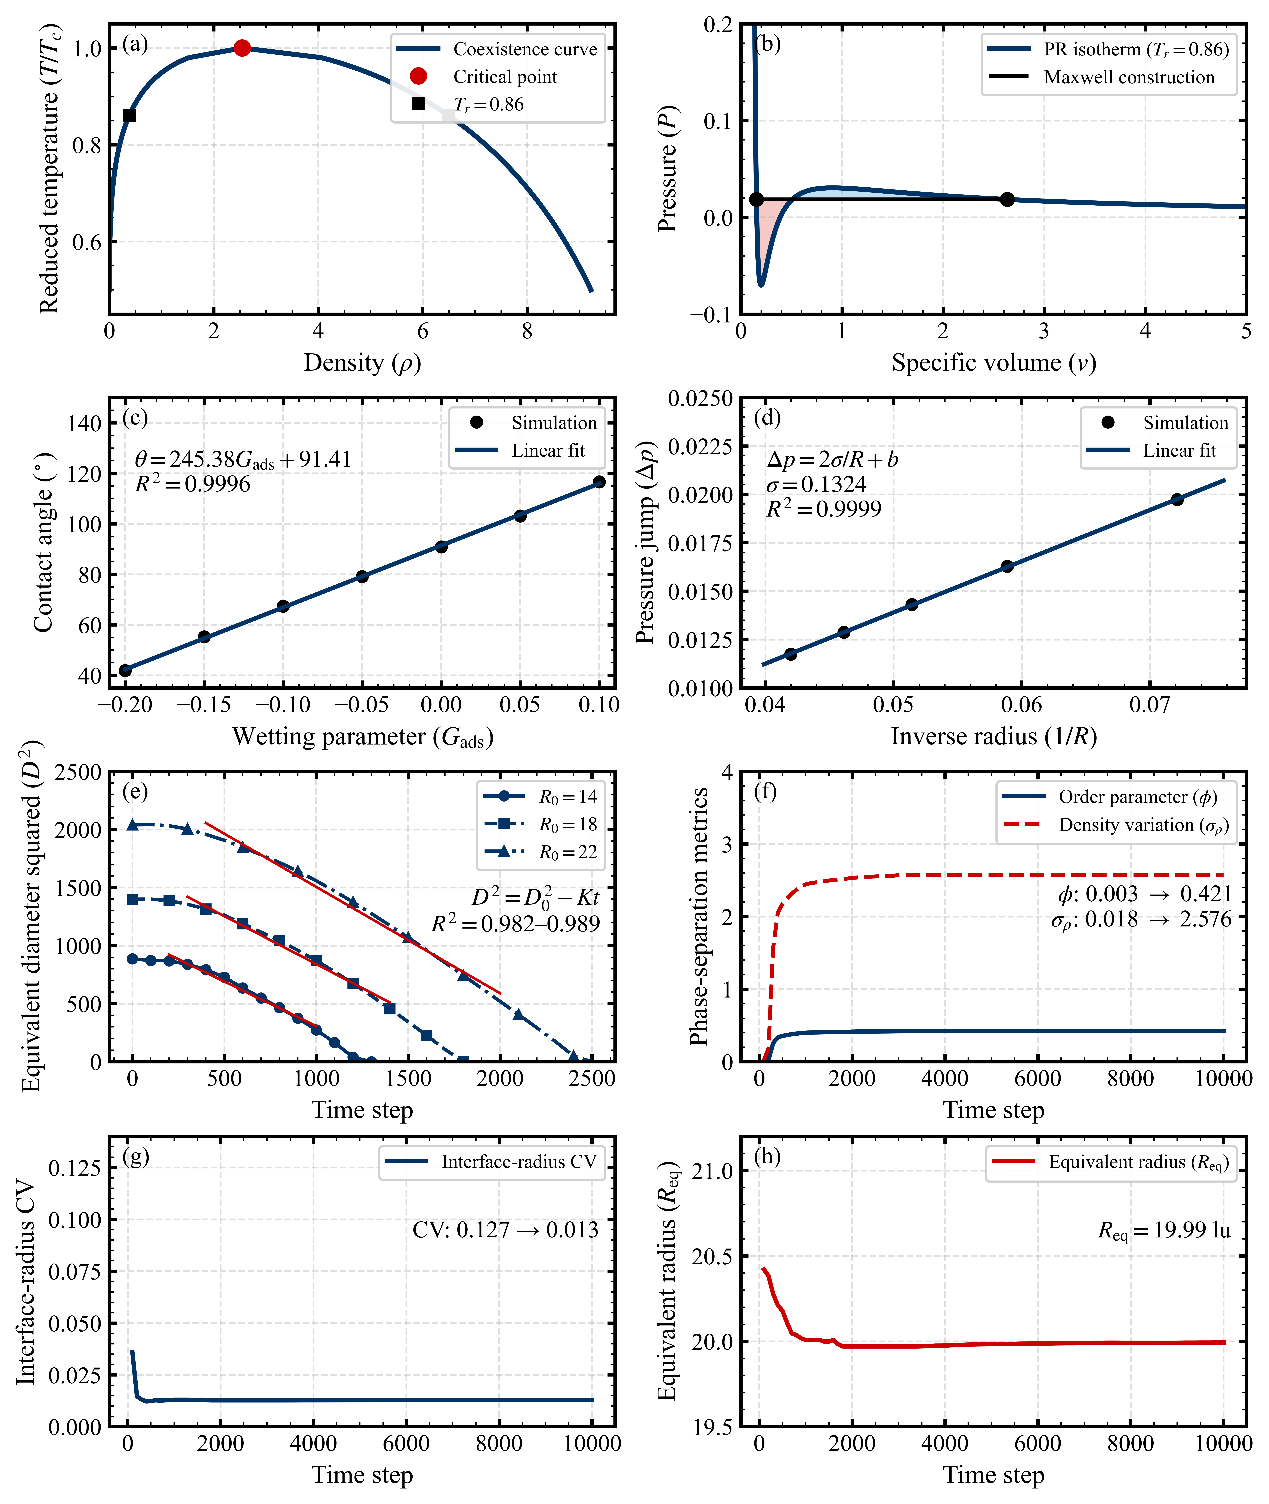 (a)
Coexistence curve
Critical point
T_r = 0.86
Reduced temperature (T/T_c)
1.0
0.8
0.6
0 2 4 6 8
Density (ρ)
(b)
PR isotherm (T_r = 0.86)
Maxwell construction
Pressure (P)
0.2
0.1
0.0
−0.1
0 1 2 3 4 5
Specific volume (v)
(c)
Simulation
Linear fit
θ = 245.38G_ads + 91.41
R² = 0.9996
Contact angle (°)
140
120
100
80
60
40
−0.20 −0.15 −0.10 −0.05 0.00 0.05 0.10
Wetting parameter (G_ads)
(d)
Simulation
Linear fit
Δp = 2σ/R + b
σ = 0.1324
R² = 0.9999
Pressure jump (Δp)
0.0250
0.0225
0.0200
0.0175
0.0150
0.0125
0.0100
0.04 0.05 0.06 0.07
Inverse radius (1/R)
(e)
R₀ = 14
R₀ = 18
R₀ = 22
D² = D₀² − Kt
R² = 0.982–0.989
Equivalent diameter squared (D²)
2500
2000
1500
1000
500
0
0 500 1000 1500 2000 2500
Time step
(f)
Order parameter (ϕ)
Density variation (σ_ρ)
ϕ: 0.003 → 0.421
σ_ρ: 0.018 → 2.576
Phase-separation metrics
4
3
2
1
0
0 2000 4000 6000 8000 10000
Time step
(g)
Interface-radius CV
CV: 0.127 → 0.013
Interface-radius CV
0.125
0.100
0.075
0.050
0.025
0.000
0 2000 4000 6000 8000 10000
Time step
(h)
Equivalent radius (R_eq)
R_eq = 19.99 lu
Equivalent radius (R_eq)
21.0
20.5
20.0
19.5
0 2000 4000 6000 8000 10000
Time step